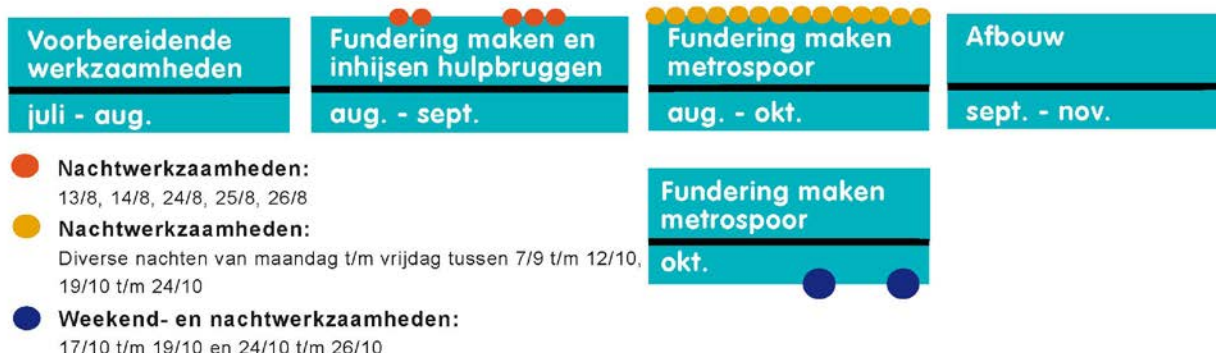 Voorbereidende
werkzaamheden
juli - aug.
Fundering maken en
inhijsen hulpbruggen
aug. - sept.
Fundering maken
metrospoor
aug. - okt.
Afbouw
sept. - nov.
Fundering maken
metrospoor
okt.
Nachtwerkzaamheden:
13/8, 14/8, 24/8, 25/8, 26/8
Nachtwerkzaamheden:
Diverse nachten van maandag t/m vrijdag tussen 7/9 t/m 12/10,
19/10 t/m 24/10
Weekend- en nachtwerkzaamheden:
17/10 t/m 19/10 en 24/10 t/m 26/10